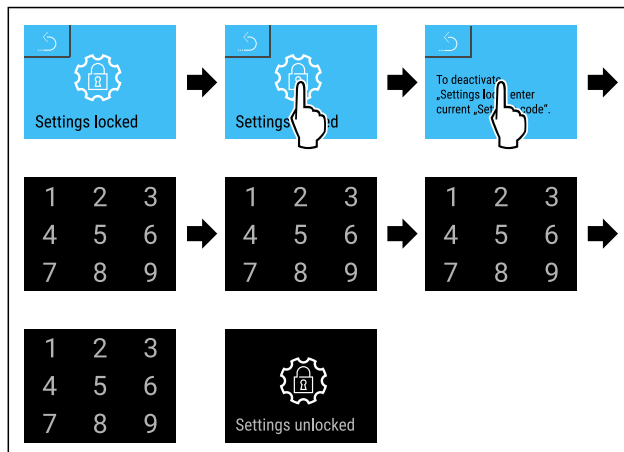 Settings locked
Settings
To deactivate
„Settings enter
current code".
1 2 3
4 5 6
7 8 9
1 2 3
4 5 6
7 8 9
1 2 3
4 5 6
7 8 9
1 2 3
4 5 6
7 8 9
Settings unlocked